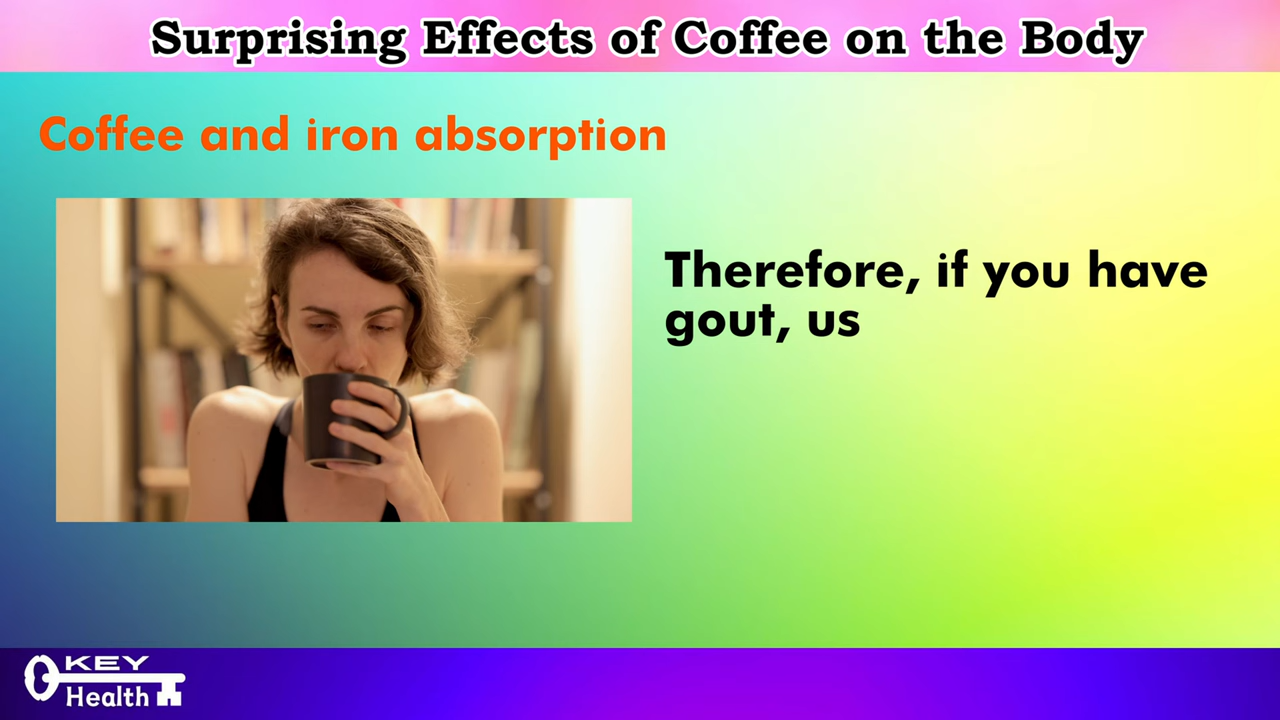 Surprising Effects of Coffee on the Body
Coffee and iron absorption
Therefore, if you have
gout, us
KEY
Health